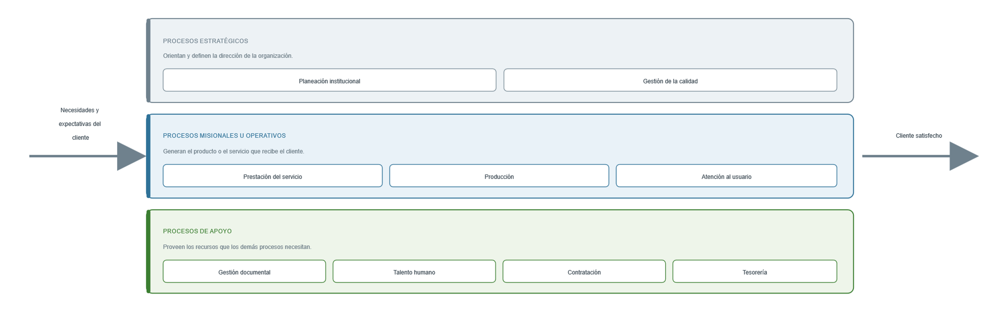 PROCESOS ESTRATÉGICOS
Orientan y definen la dirección de la organización.
Planeación institucional
Gestión de la calidad
Necesidades y
expectativas del
cliente
PROCESOS MISIONALES U OPERATIVOS
Generan el producto o el servicio que recibe el cliente.
Prestación del servicio
Producción
Atención al usuario
Cliente satisfecho
PROCESOS DE APOYO
Proveen los recursos que los demás procesos necesitan.
Gestión documental
Talento humano
Contratación
Tesorería